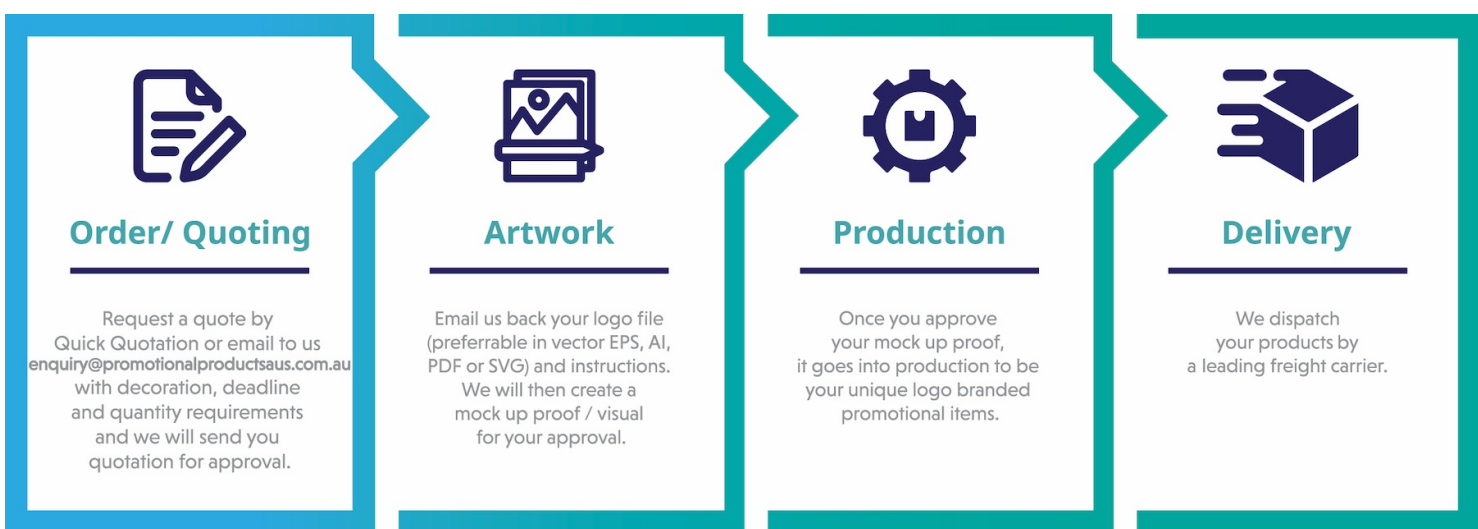 Order/ Quoting
Request a quote by
Quick Quotation or email to us
enquiry@promotionalproductsaus.com.au
with decoration, deadline
and quantity requirements
and we will send you
quotation for approval.
Artwork
Email us back your logo file
(preferrable in vector EPS, AI,
PDF or SVG) and instructions.
We will then create a
mock up proof / visual
for your approval.
Production
Once you approve
your mock up proof,
it goes into production to be
your unique logo branded
promotional items.
Delivery
We dispatch
your products by
a leading freight carrier.